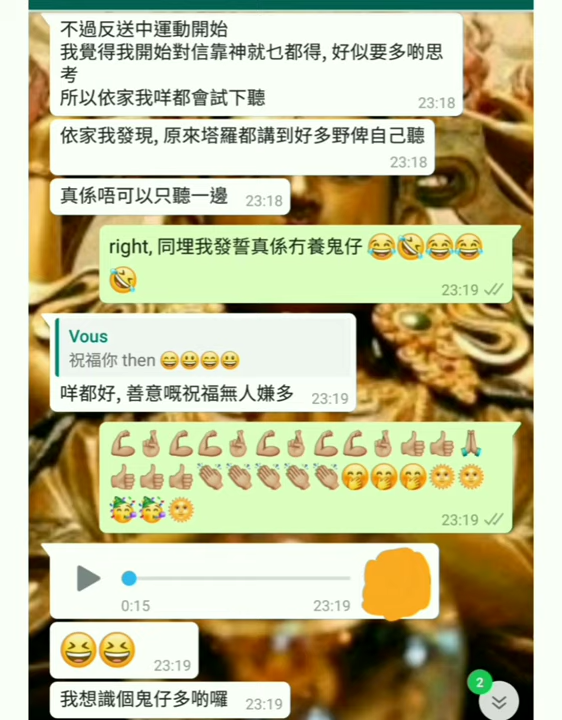 不過反送中運動開始
我覺得我開始對信靠神就乜都得, 好似要多啲思
考
所以依家我咩都會試下聽
23:18
依家我發現, 原來塔羅都講到好多野俾自己聽
23:18
真係唔可以只聽一邊 23:18
right, 同埋我發誓真係冇養鬼仔 😂🤣😂😂
🤣
23:19
Vous
祝福你 then 😄😃😄😃
咩都好, 善意嘅祝福無人嫌多 23:19
💪🏼🤞🏼💪🏼💪🏼🤞🏼💪🏼🤞🏼💪🏼💪🏼🤞🏼👍🏼👍🏼🙏🏼
👍🏼👍🏼👍🏼👏🏼👏🏼👏🏼👏🏼👏🏼🤭🤭🤭🌞🌞
🥳🥳🌞
23:19
0:15 23:19
😆😆 23:19
我想識個鬼仔多啲囉 23:19
2